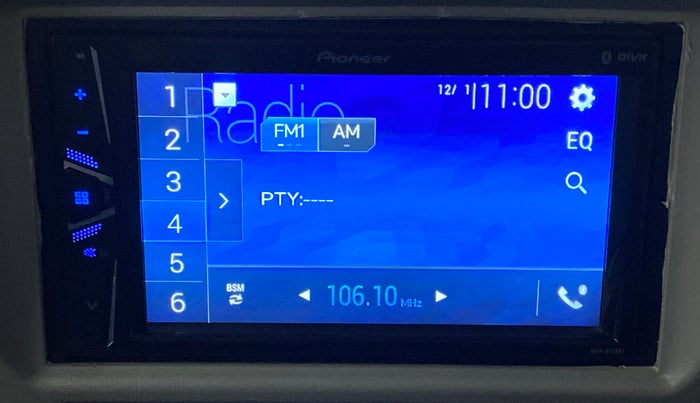 Pioneer
DIVX
1
2
3
4
5
6
Radio
12/ 1 11:00
FM1 AM
EQ
PTY:----
BSM
106.10 MHz